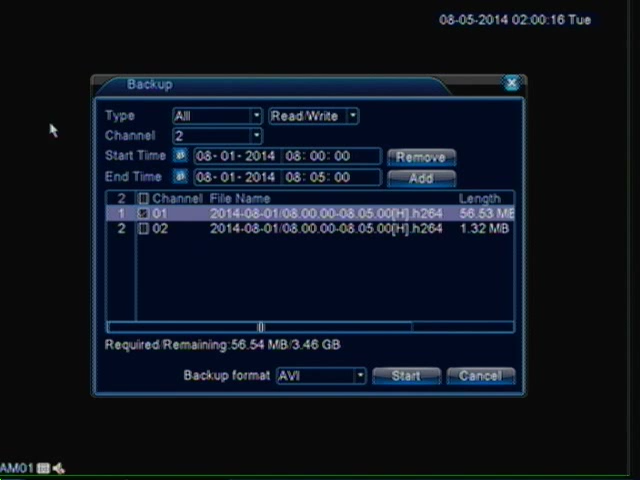 08-05-2014 02:00:16 Tue
Backup
Type All Read/Write
Channel 2
Start Time 08-01-2014 08:00:00 Remove
End Time 08-01-2014 08:05:00 Add
2 Channel File Name Length
1 01 2014-08-01/08.00.00-08.05.00[H].h264 56.53 MB
2 02 2014-08-01/08.00.00-08.05.00[H].h264 1.32 MB
Required/Remaining:56.54 MB/3.46 GB
Backup format AVI Start Cancel
AM01